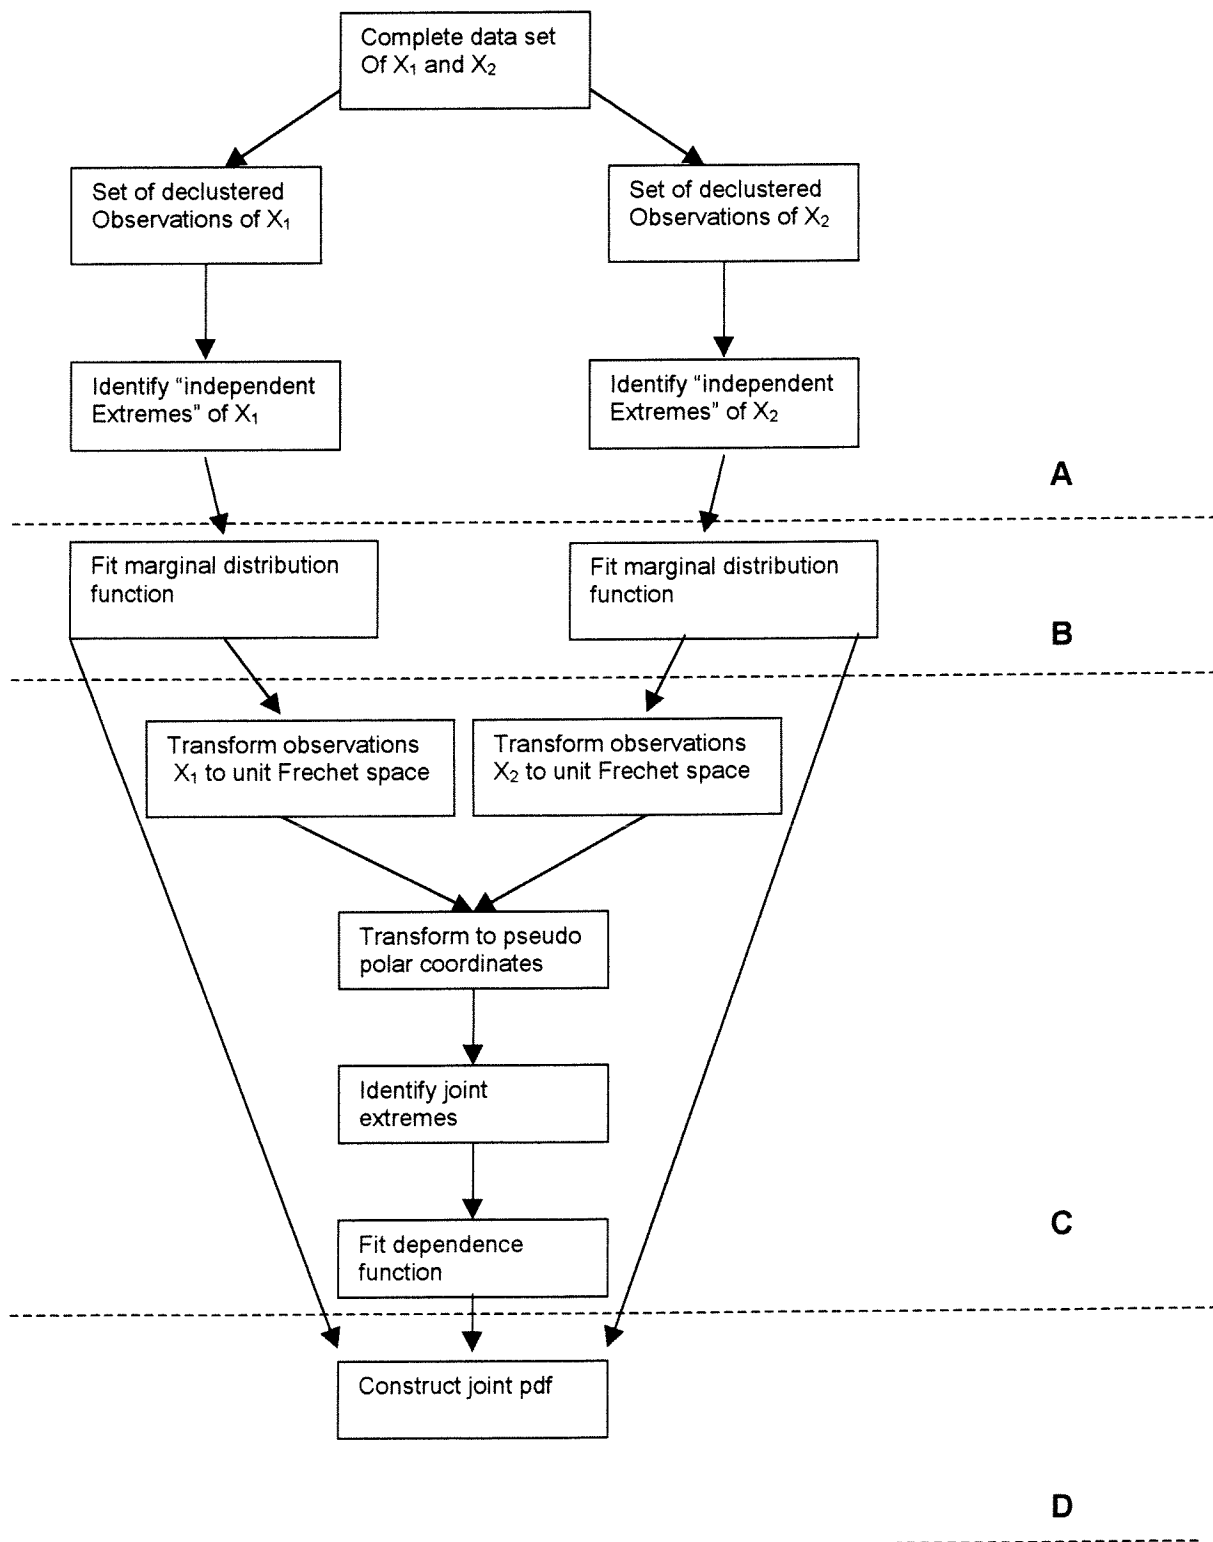 Complete data set
Of X₁ and X₂
Set of declustered
Observations of X₁
Set of declustered
Observations of X₂
Identify “independent
Extremes” of X₁
Identify “independent
Extremes” of X₂
A
Fit marginal distribution
function
Fit marginal distribution
function
B
Transform observations
X₁ to unit Frechet space
Transform observations
X₂ to unit Frechet space
Transform to pseudo
polar coordinates
Identify joint
extremes
Fit dependence
function
C
Construct joint pdf
D